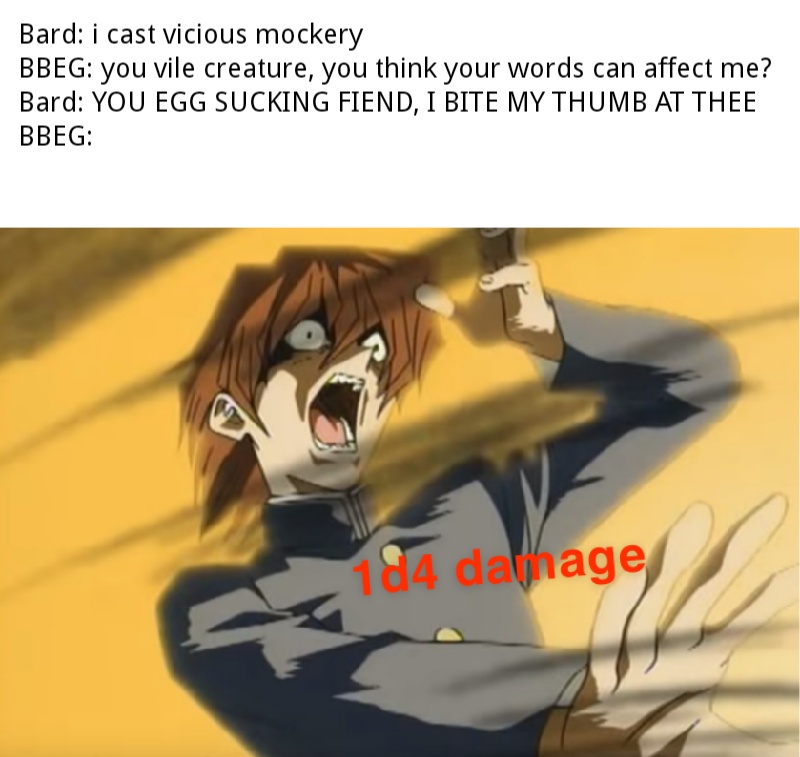 Bard: i cast vicious mockery
BBEG: you vile creature, you think your words can affect me?
Bard: YOU EGG SUCKING FIEND, I BITE MY THUMB AT THEE
BBEG:
1d4 damage